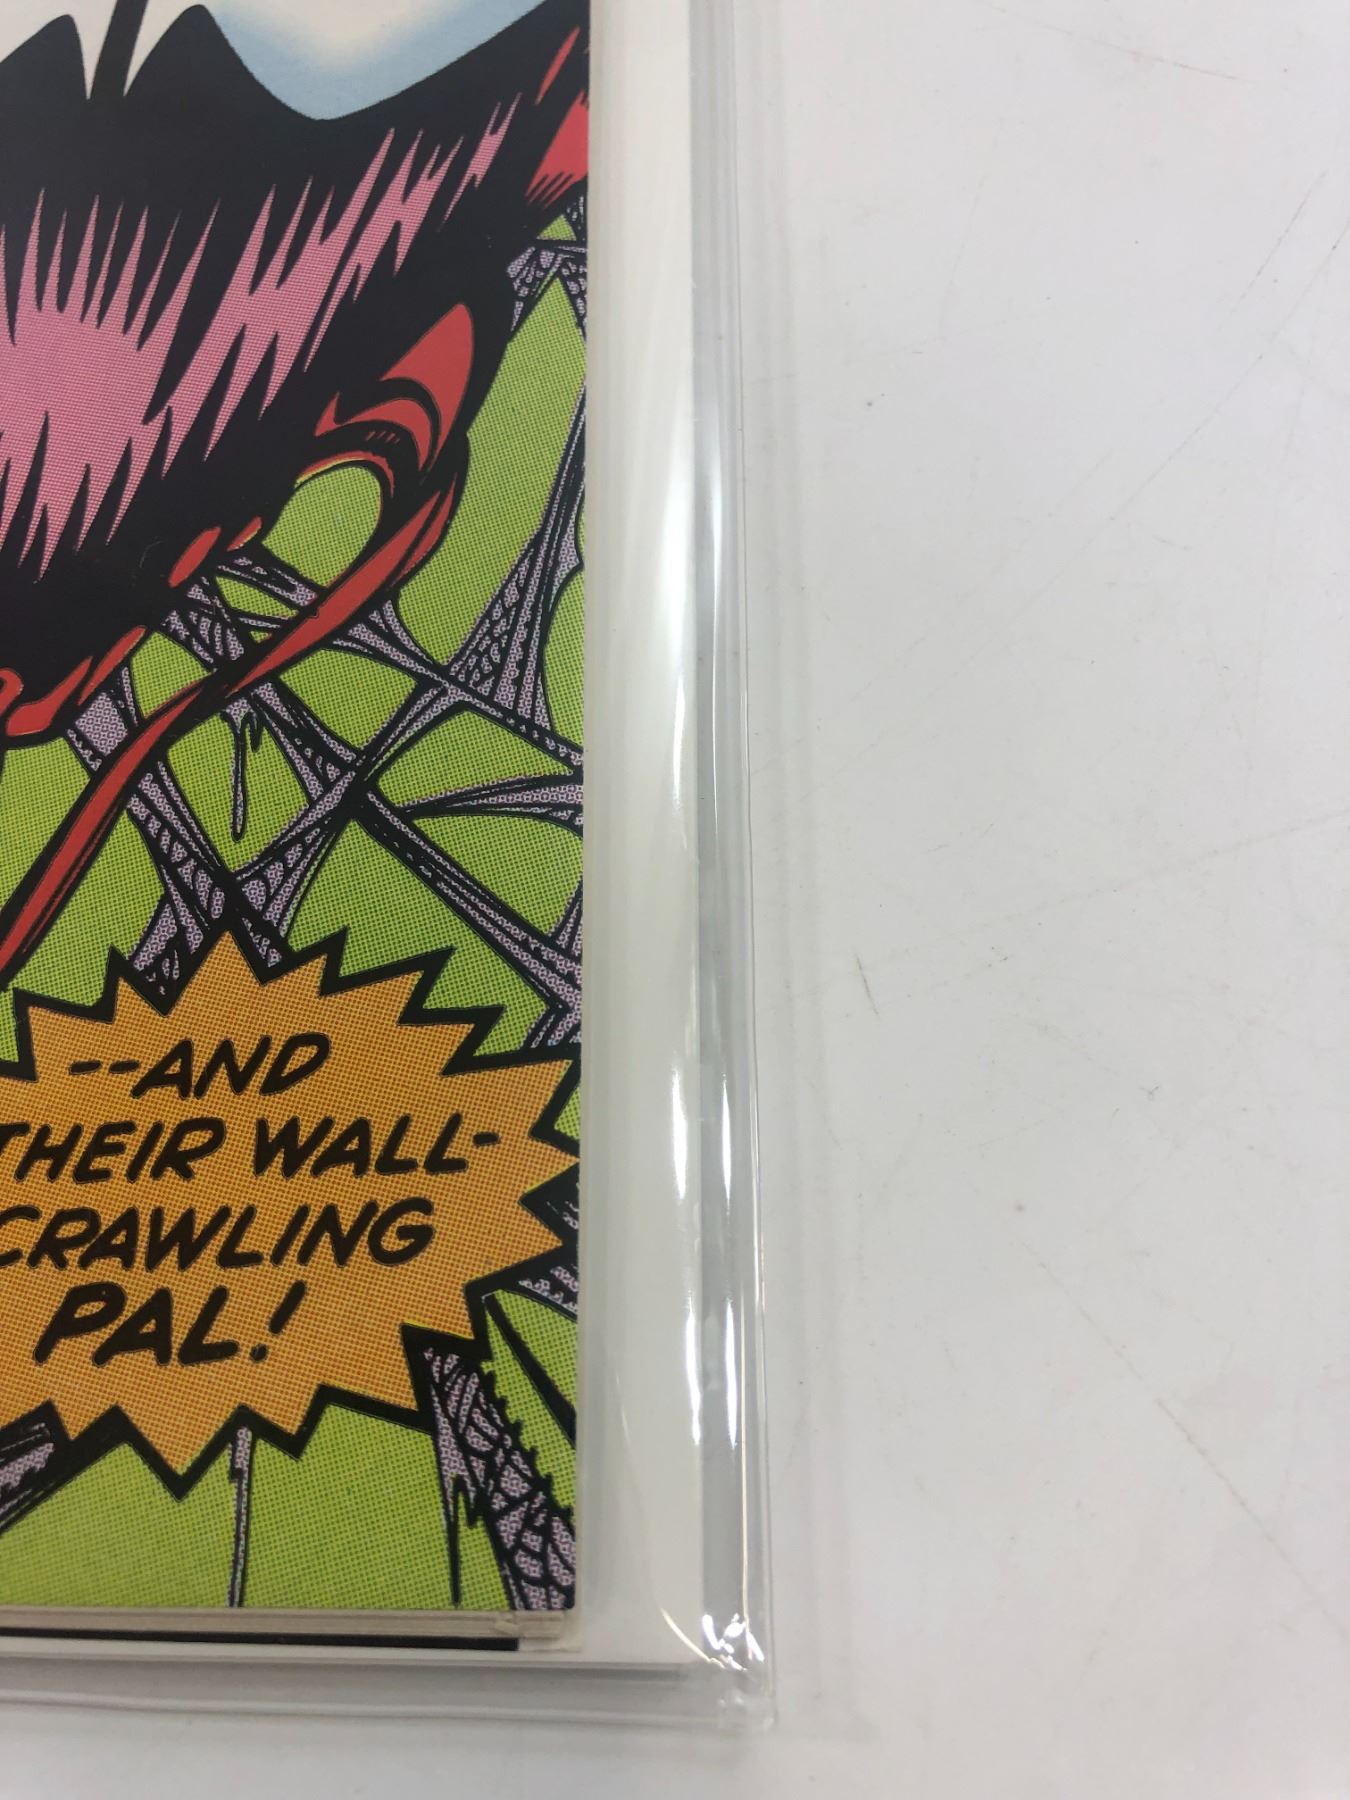 --AND
THEIR WALL-
CRAWLING
PAL!